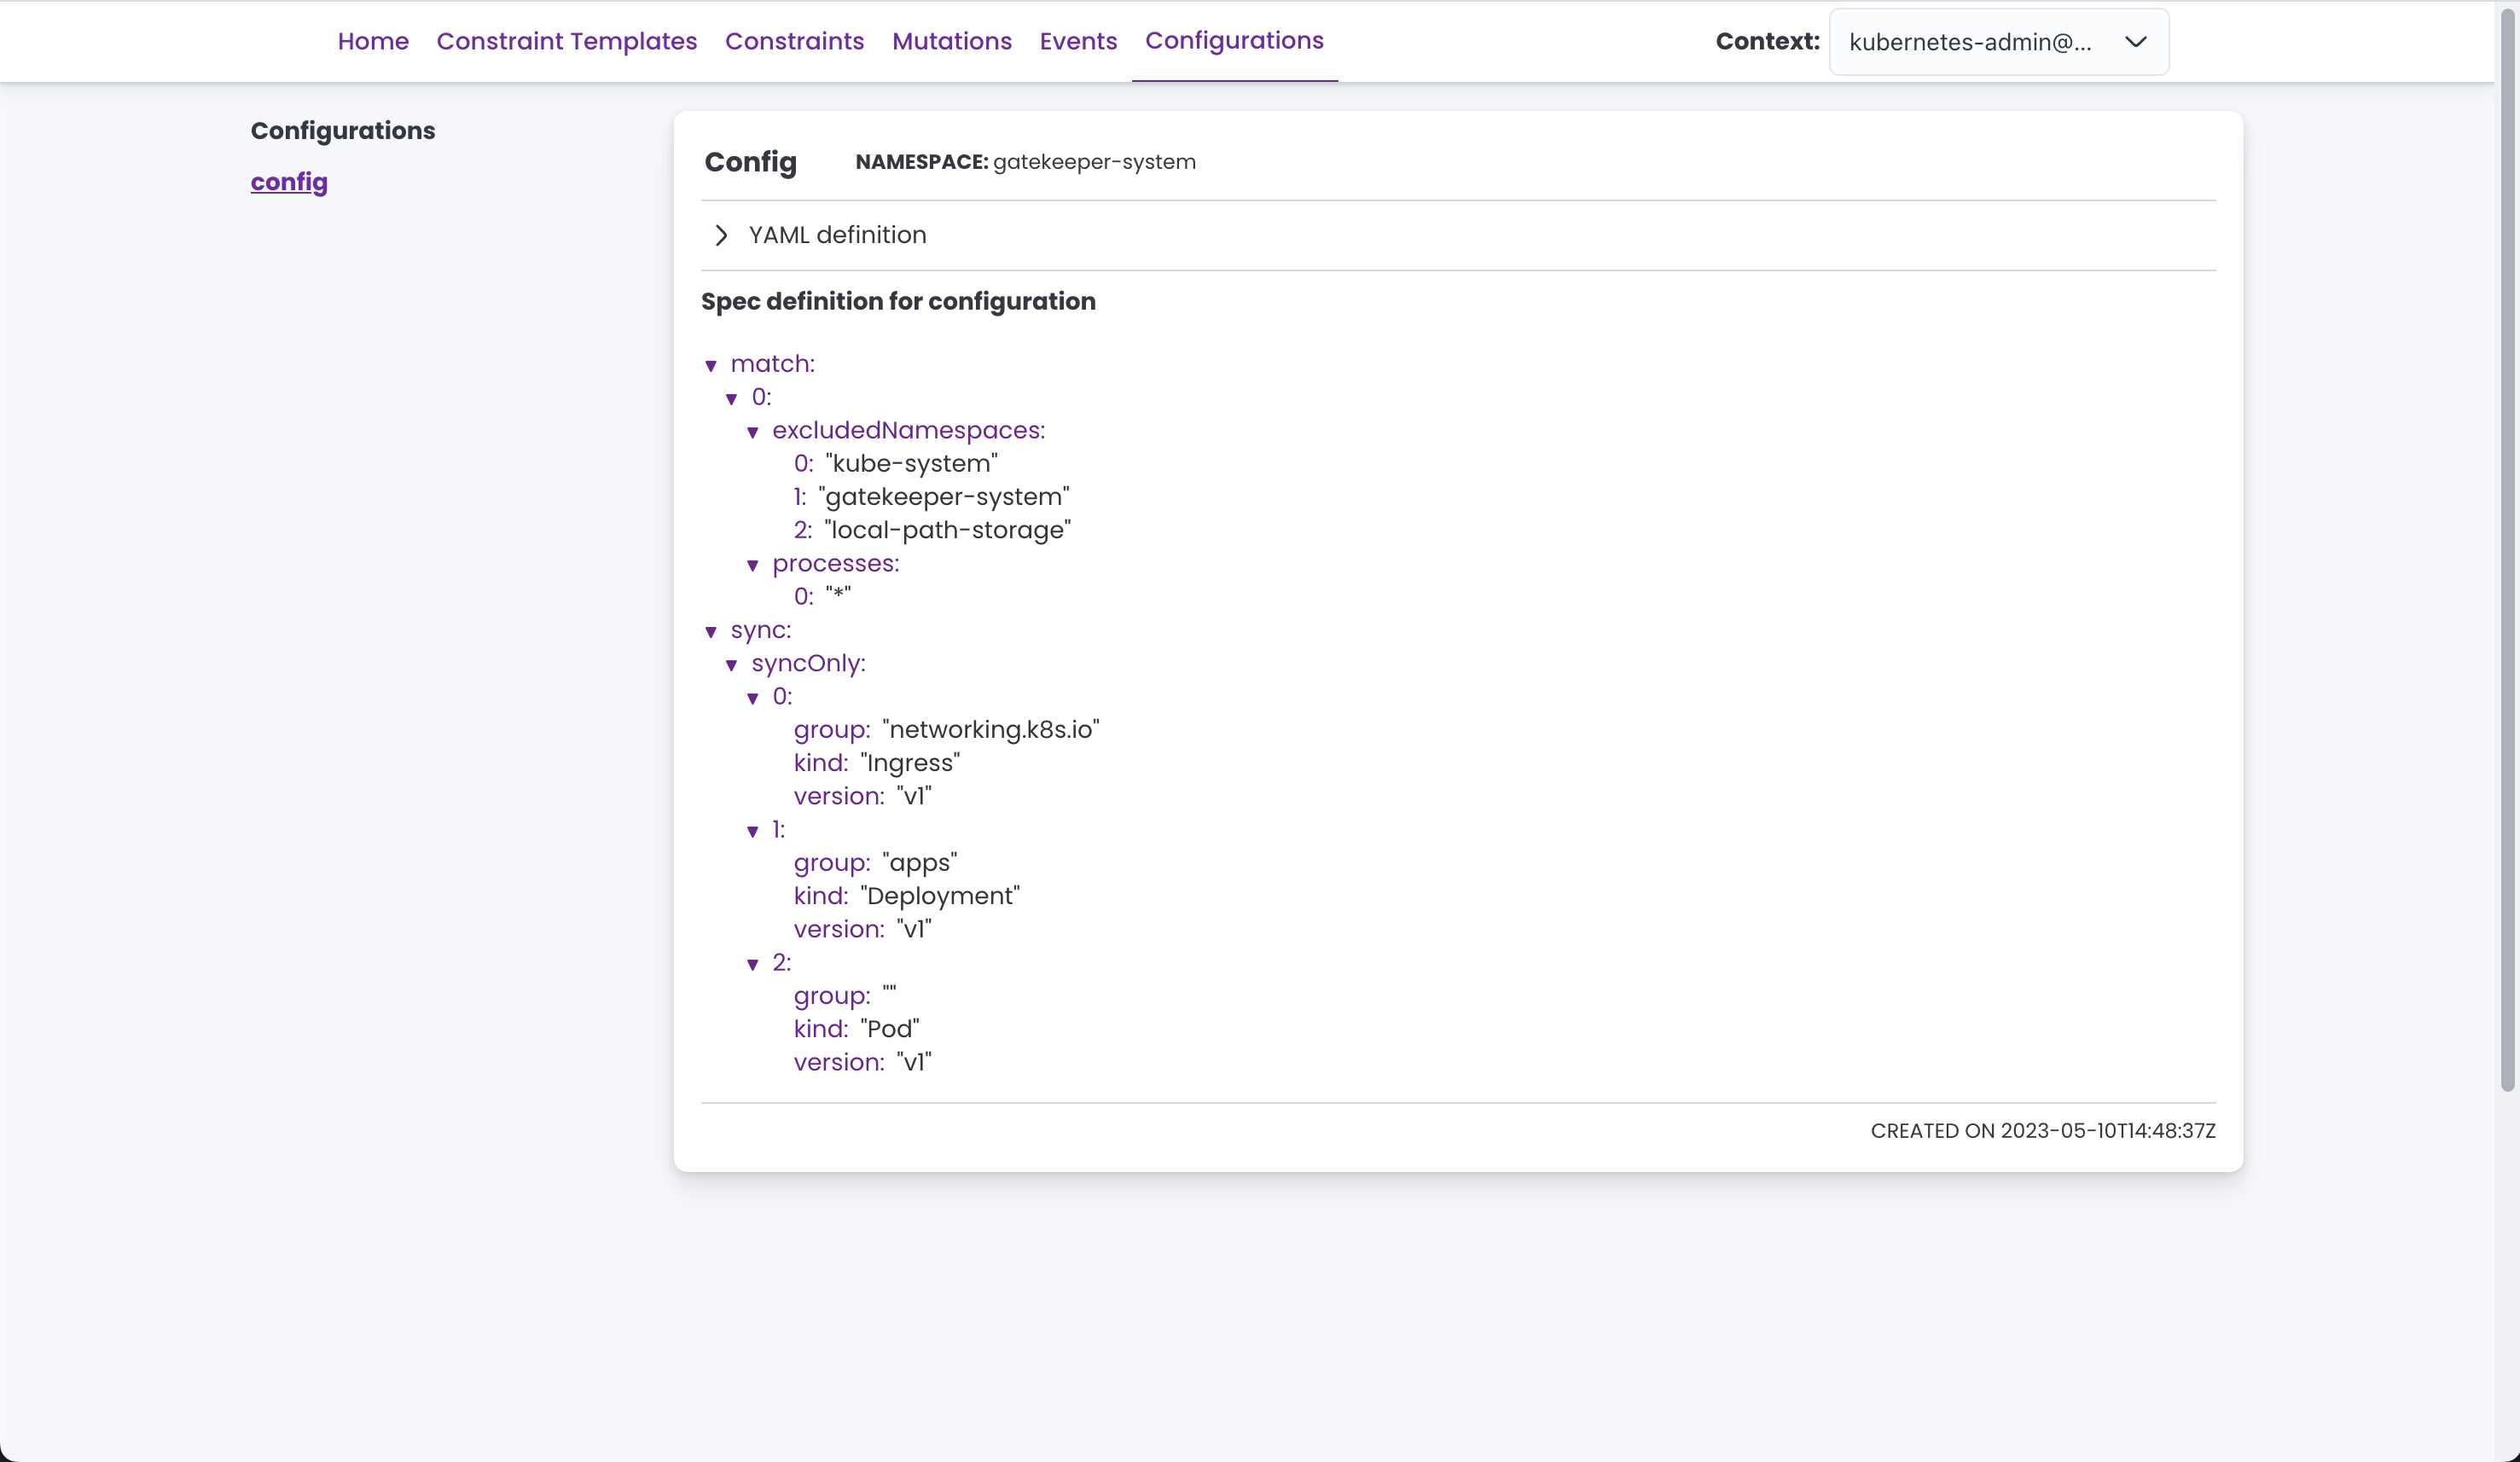 Home Constraint Templates Constraints Mutations Events Configurations Context: kubernetes-admin@...
Configurations
config
Config NAMESPACE: gatekeeper-system
YAML definition
Spec definition for configuration
match:
0:
excludedNamespaces:
0: "kube-system"
1: "gatekeeper-system"
2: "local-path-storage"
processes:
0: "*"
sync:
syncOnly:
0:
group: "networking.k8s.io"
kind: "Ingress"
version: "v1"
1:
group: "apps"
kind: "Deployment"
version: "v1"
2:
group: ""
kind: "Pod"
version: "v1"
CREATED ON 2023-05-10T14:48:37Z